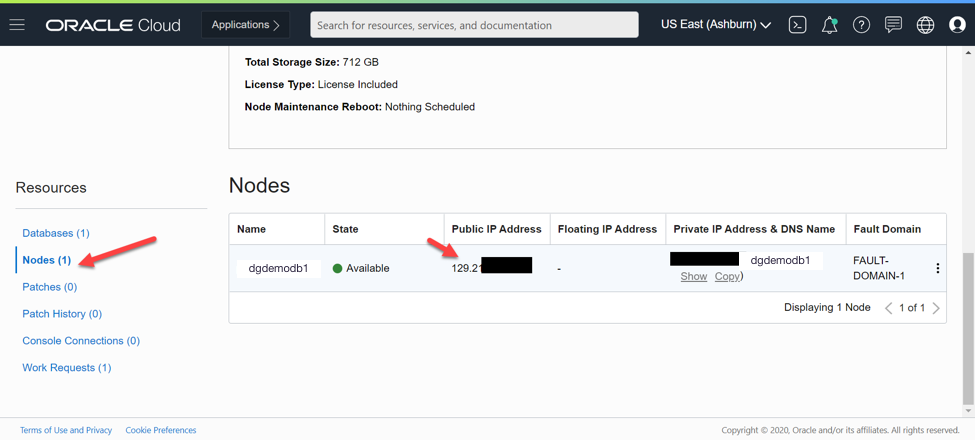 ORACLE Cloud
Applications
Search for resources, services, and documentation
US East (Ashburn)
Total Storage Size: 712 GB
License Type: License Included
Node Maintenance Reboot: Nothing Scheduled
Resources
Databases (1)
Nodes (1)
Patches (0)
Patch History (0)
Console Connections (0)
Work Requests (1)
Nodes
Name State Public IP Address Floating IP Address Private IP Address & DNS Name Fault Domain
dgdemodb1 Available 129.21 - dgdemodb1 FAULT-
Show Copy) DOMAIN-1
Displaying 1 Node 1 of 1
Terms of Use and Privacy Cookie Preferences Copyright © 2020, Oracle and/or its affiliates. All rights reserved.